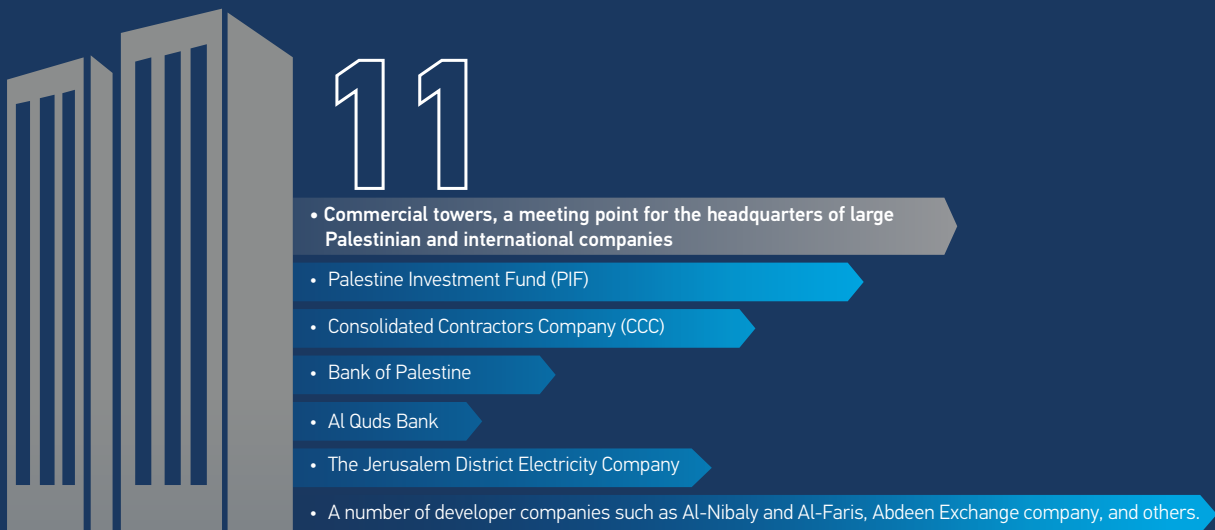 11
• Commercial towers, a meeting point for the headquarters of large
Palestinian and international companies
• Palestine Investment Fund (PIF)
• Consolidated Contractors Company (CCC)
• Bank of Palestine
• Al Quds Bank
• The Jerusalem District Electricity Company
• A number of developer companies such as Al-Nibaly and Al-Faris, Abdeen Exchange company, and others.